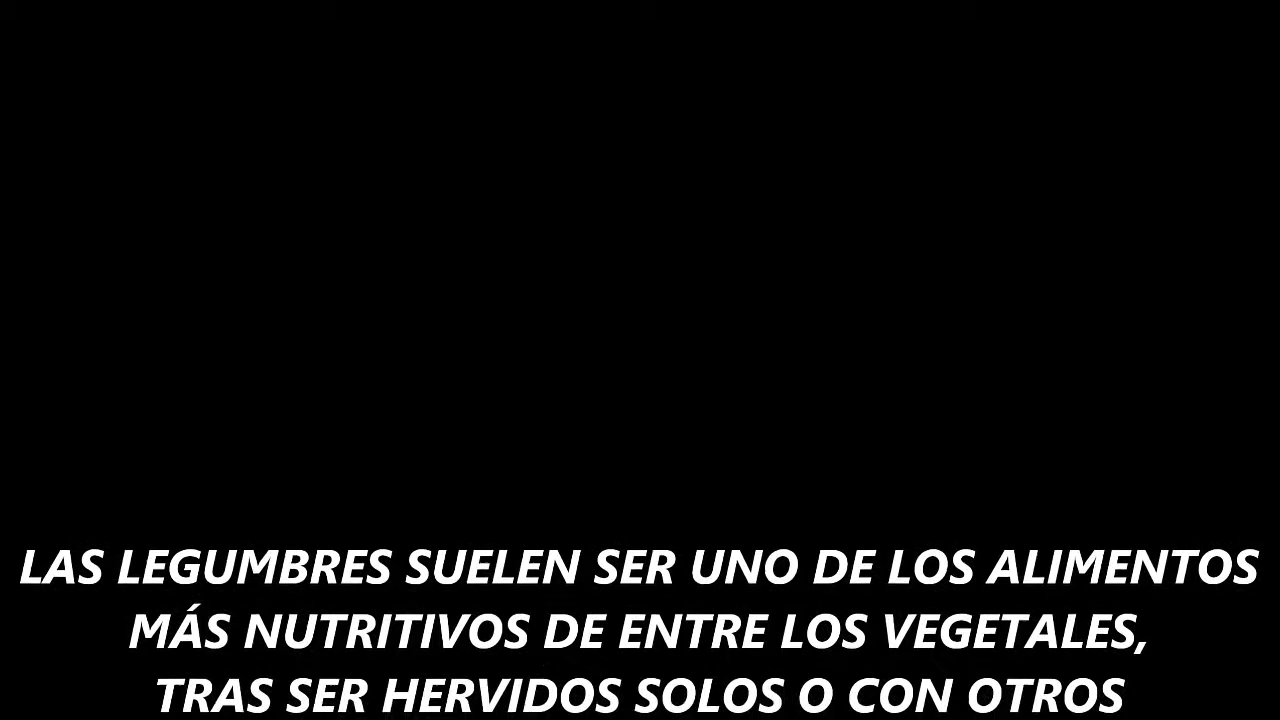 LAS LEGUMBRES SUELEN SER UNO DE LOS ALIMENTOS
MÁS NUTRITIVOS DE ENTRE LOS VEGETALES,
TRAS SER HERVIDOS SOLOS O CON OTROS